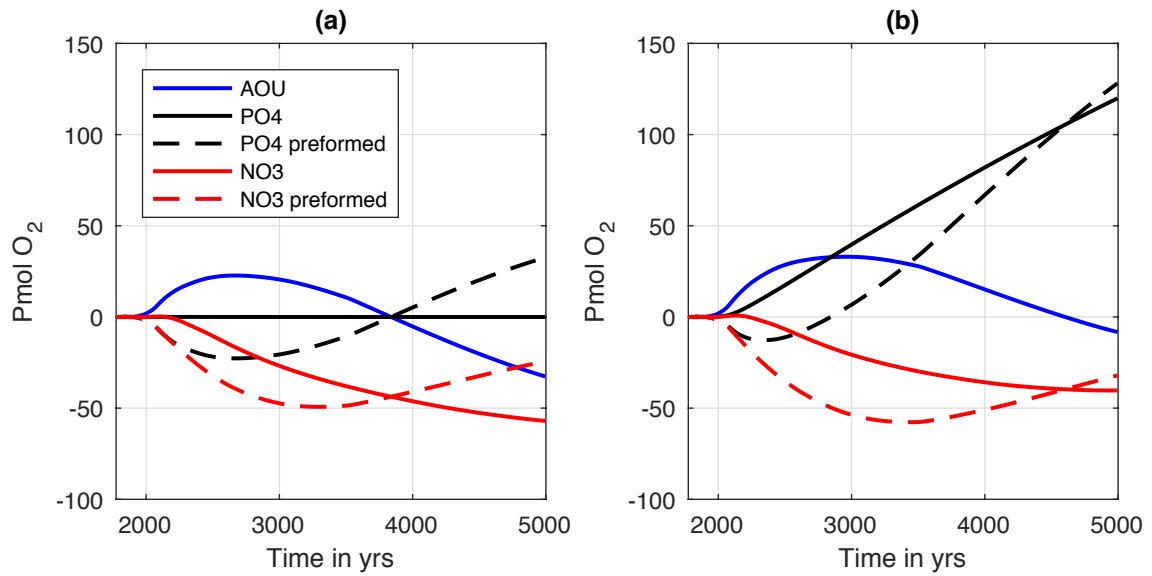 (a)
150
100
50
0
-50
-100
Pmol O2
AOU
PO4
PO4 preformed
NO3
NO3 preformed
2000 3000 4000 5000
Time in yrs
(b)
150
100
50
0
-50
-100
Pmol O2
2000 3000 4000 5000
Time in yrs